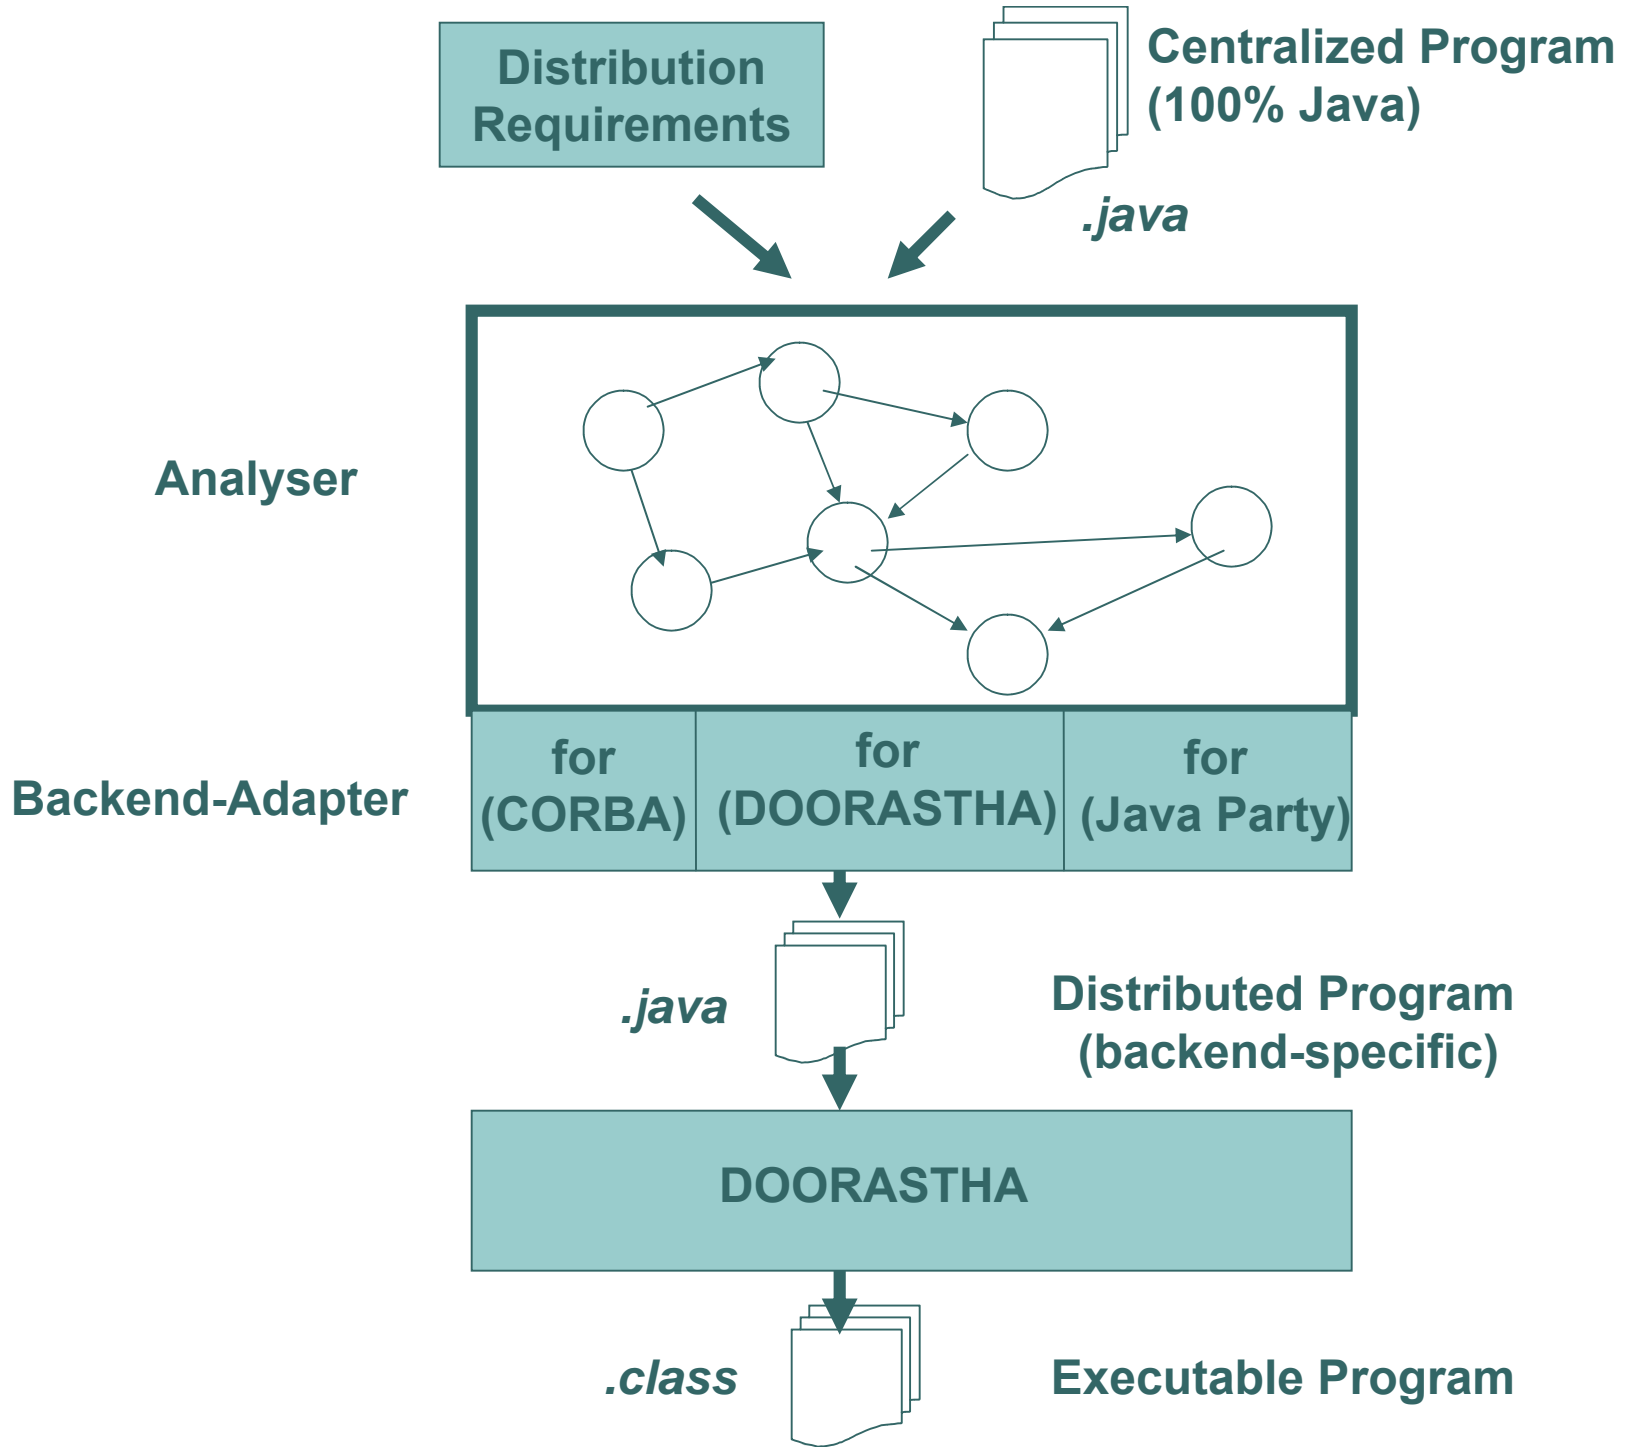 Distribution
Requirements
Centralized Program
(100% Java)
.java
Analyser
Backend-Adapter
for
(CORBA)
for
(DOORASTHA)
for
(Java Party)
.java
Distributed Program
(backend-specific)
DOORASTHA
.class
Executable Program